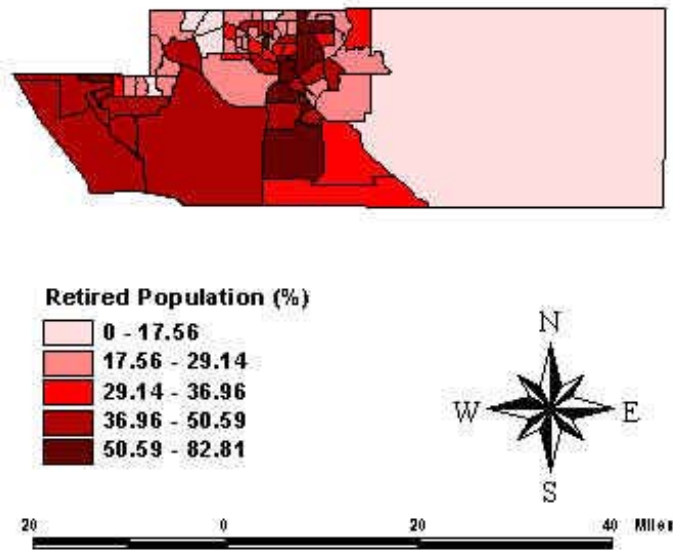 Retired Population (%)
0 - 17.56
17.56 - 29.14
29.14 - 36.96
36.96 - 50.59
50.59 - 82.81
N
W E
S
20 0 20 40 Miles